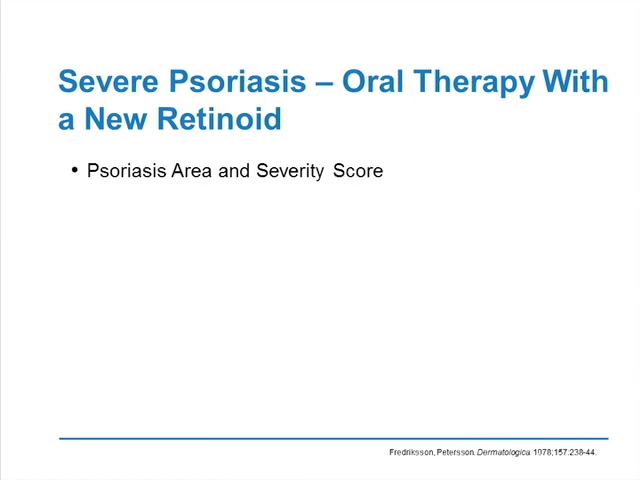 Severe Psoriasis – Oral Therapy With
a New Retinoid
• Psoriasis Area and Severity Score
Fredriksson, Petersson. Dermatologica. 1978;157:238-44.